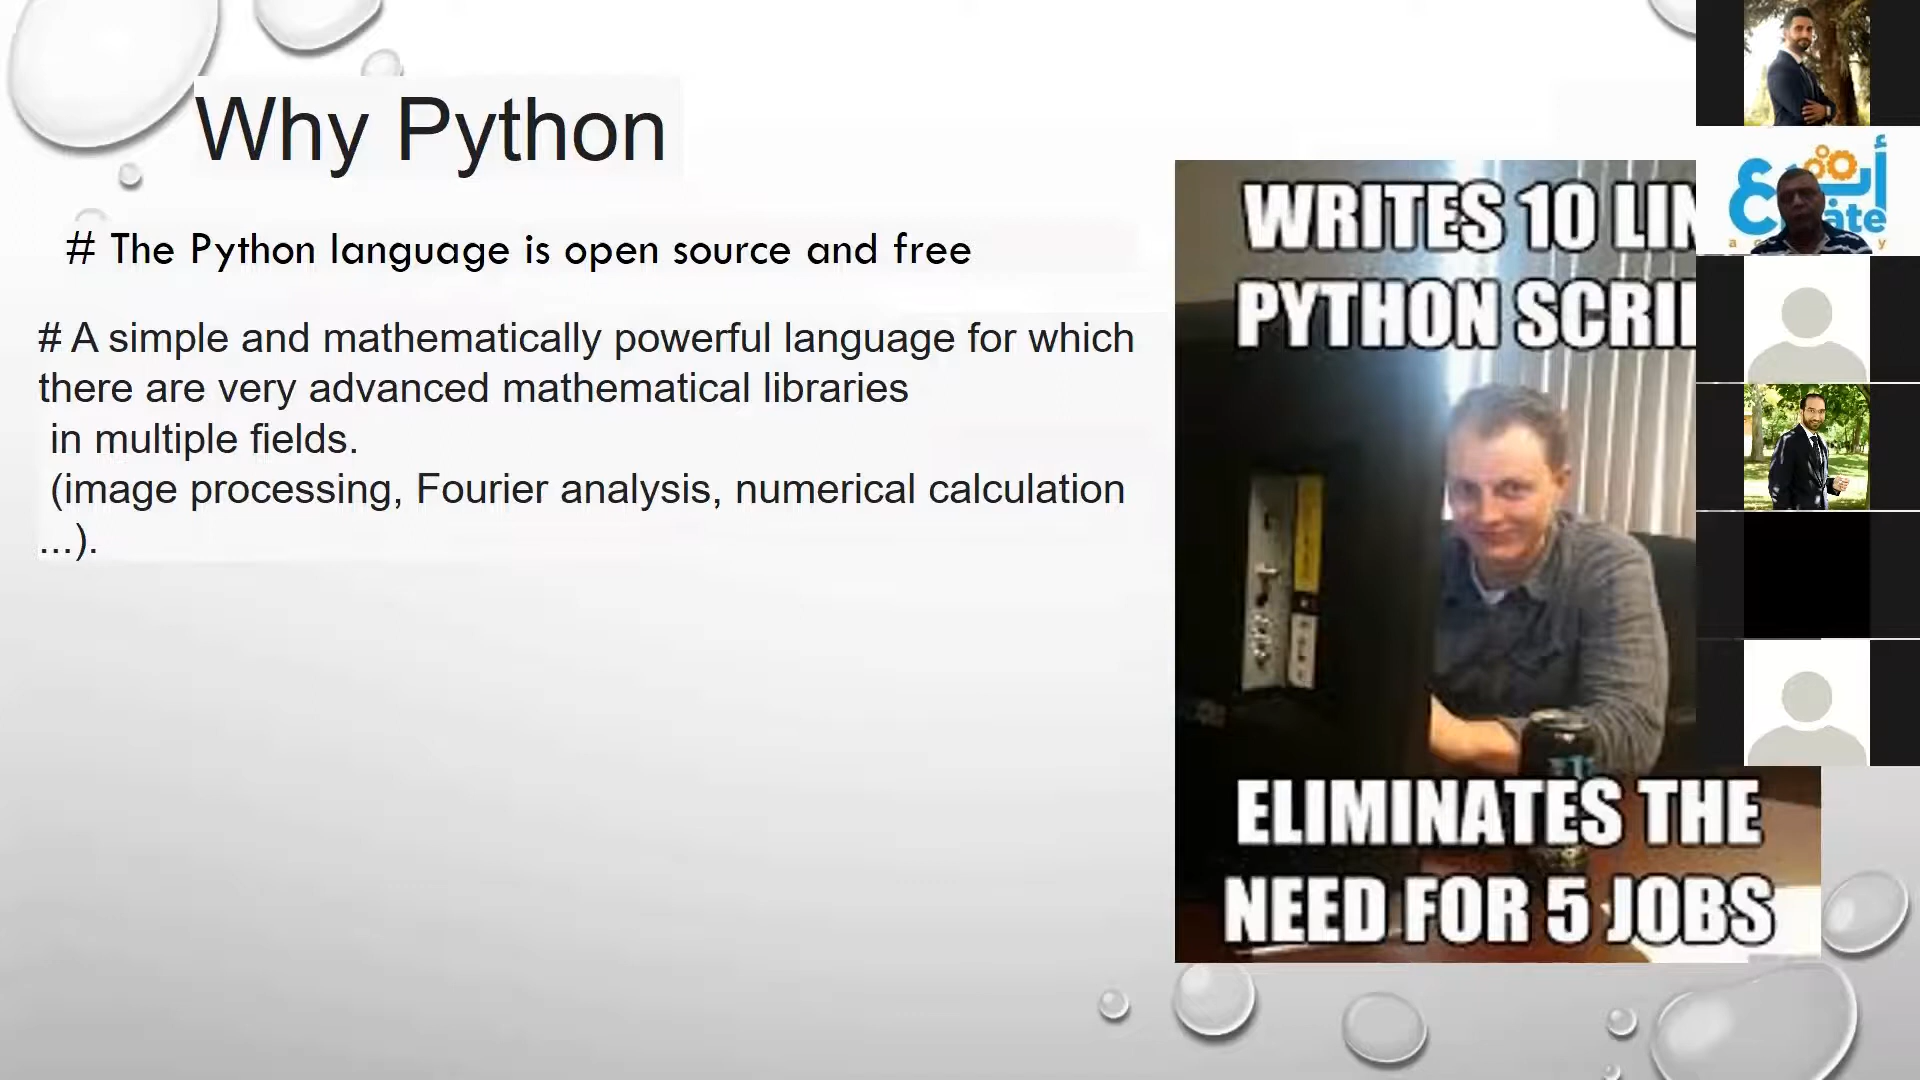 Why Python
# The Python language is open source and free
# A simple and mathematically powerful language for which
there are very advanced mathematical libraries
in multiple fields.
(image processing, Fourier analysis, numerical calculation
...).
WRITES 10 LIN
PYTHON SCRI
ELIMINATES THE
NEED FOR 5 JOBS